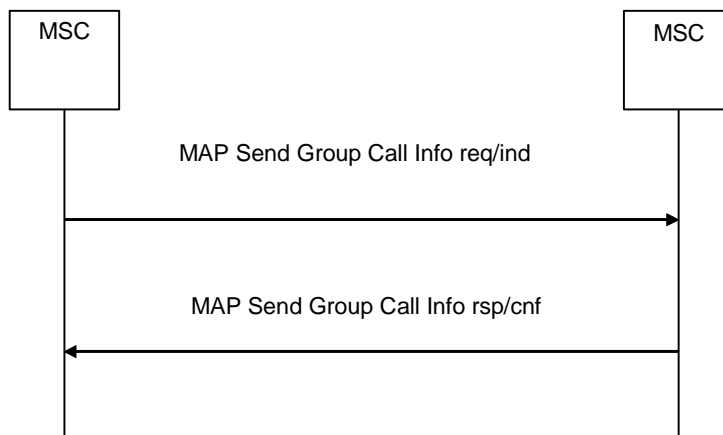 MSC
MSC
MAP Send Group Call Info req/ind
MAP Send Group Call Info rsp/cnf